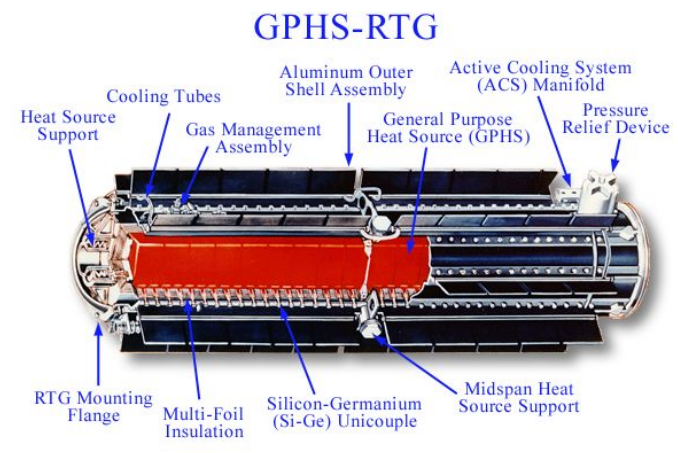 GPHS-RTG
Aluminum Outer
Shell Assembly
Active Cooling System
(ACS) Manifold
Cooling Tubes
Pressure
Relief Device
Heat Source
Support
Gas Management
Assembly
General Purpose
Heat Source (GPHS)
RTG Mounting
Flange
Multi-Foil
Insulation
Silicon-Germanium
(Si-Ge) Unicouple
Midspan Heat
Source Support